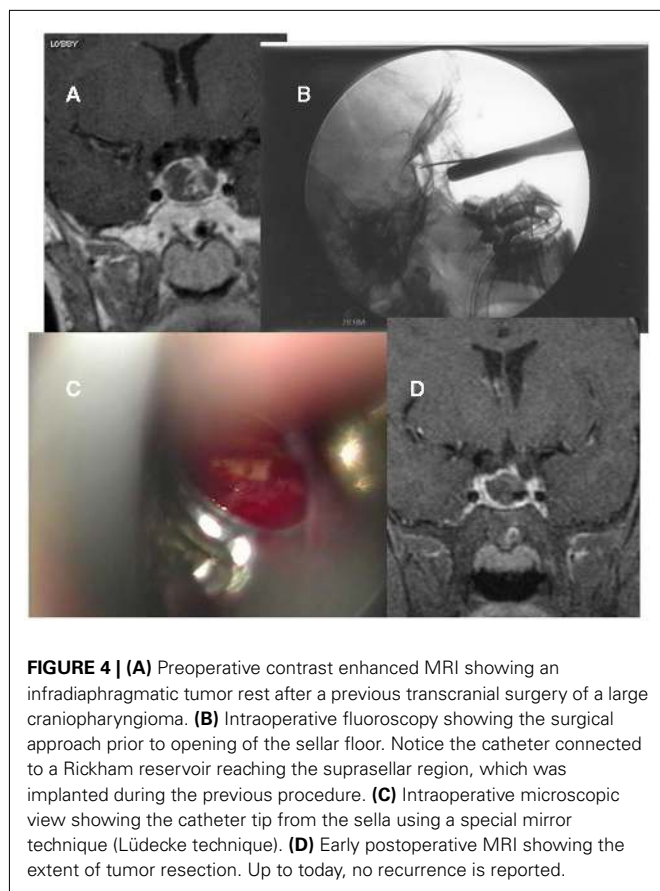 A
B
C
D
FIGURE 4 | (A) Preoperative contrast enhanced MRI showing an
infradiaphragmatic tumor rest after a previous transcranial surgery of a large
craniopharyngioma. (B) Intraoperative fluoroscopy showing the surgical
approach prior to opening of the sellar floor. Notice the catheter connected
to a Rickham reservoir reaching the suprasellar region, which was
implanted during the previous procedure. (C) Intraoperative microscopic
view showing the catheter tip from the sella using a special mirror
technique (Lüdecke technique). (D) Early postoperative MRI showing the
extent of tumor resection. Up to today, no recurrence is reported.